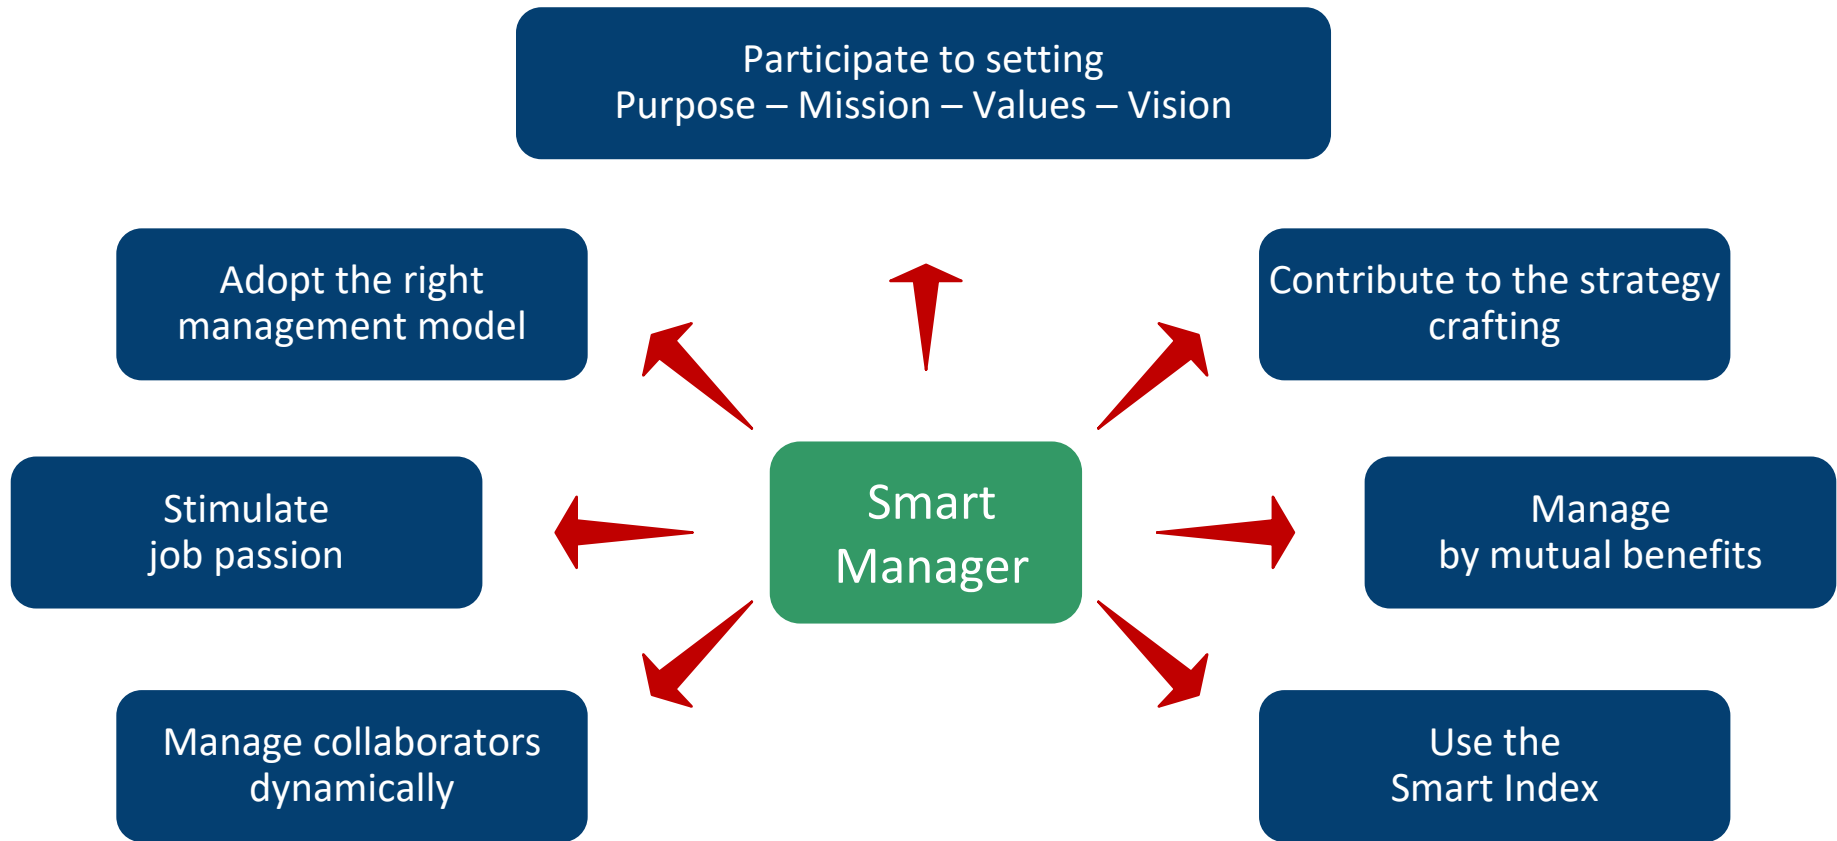 Participate to setting
Purpose – Mission – Values – Vision
Adopt the right
management model
Contribute to the strategy
crafting
Stimulate
job passion
Smart
Manager
Manage
by mutual benefits
Manage collaborators
dynamically
Use the
Smart Index